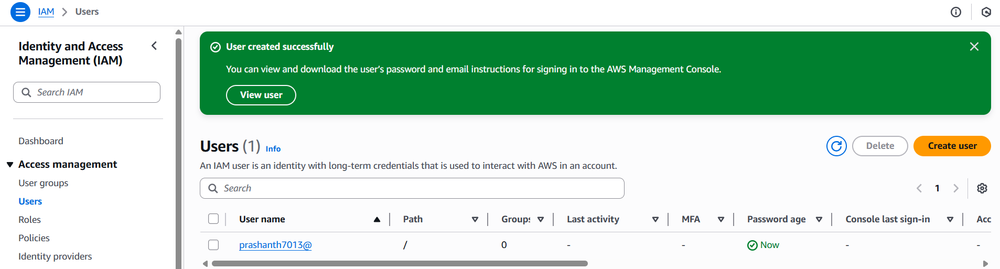 IAM > Users
Identity and Access
Management (IAM)
Search IAM
Dashboard
Access management
User groups
Users
Roles
Policies
Identity providers
User created successfully
You can view and download the user's password and email instructions for signing in to the AWS Management Console.
View user
Users (1) Info
Delete
Create user
An IAM user is an identity with long-term credentials that is used to interact with AWS in an account.
Search
1
User name Path Groups Last activity MFA Password age Console last sign-in Acc
prashanth7013@ / 0 - - Now - -